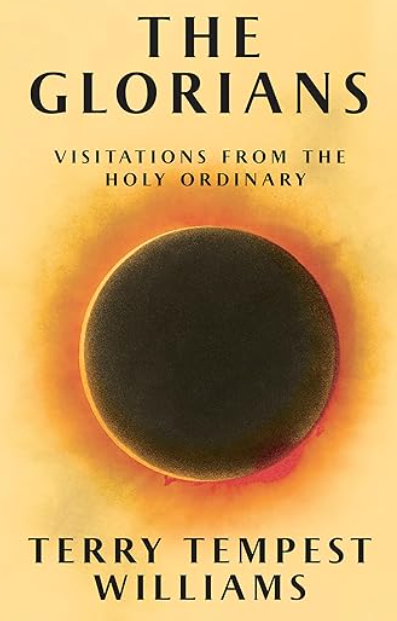 THE
GLORIANS
VISITATIONS FROM THE
HOLY ORDINARY
TERRY TEMPEST
WILLIAMS